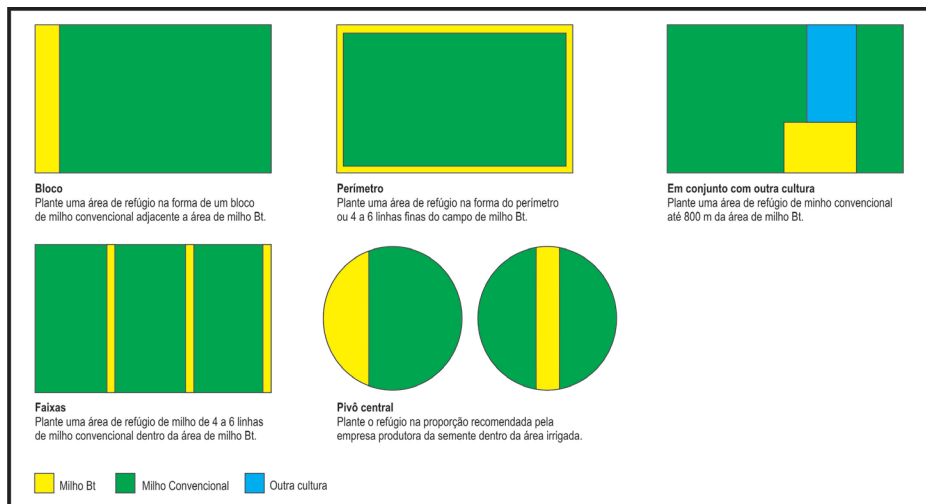 Bloco
Plante uma área de refúgio na forma de um bloco
de milho convencional adjacente a área de milho Bt.
Perímetro
Plante uma área de refúgio na forma do perimetro
ou 4 a 6 linhas finas do campo de milho Bt.
Em conjunto com outra cultura
Plante uma área de refúgio de minho convencional
até 800 m da área de milho Bt.
Faixas
Plante uma área de refúgio de milho de 4 a 6 linhas
de milho convencional dentro da área de milho Bt.
Pivô central
Plante o refúgio na proporção recomendada pela
empresa produtora da semente dentro da área irrigada.
Milho Bt
Milho Convencional
Outra cultura